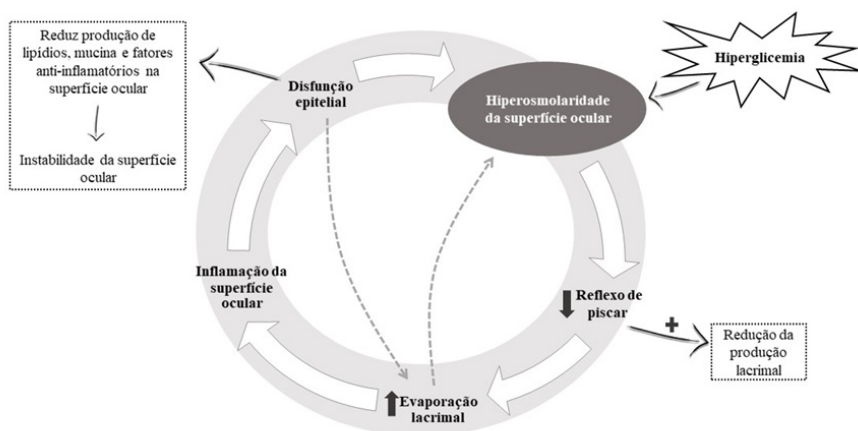 Reduz produção de
lipídios, mucina e fatores
anti-inflamatórios na
superfície ocular
Instabilidade da superfície
ocular
Disfunção
epitelial
Hiperosmolaridade
da superfície ocular
Hiperglicemia
Inflamação da
superfície
ocular
Reflexo de
piscar
+
Redução da
produção
lacrimal
Evaporação
lacrimal